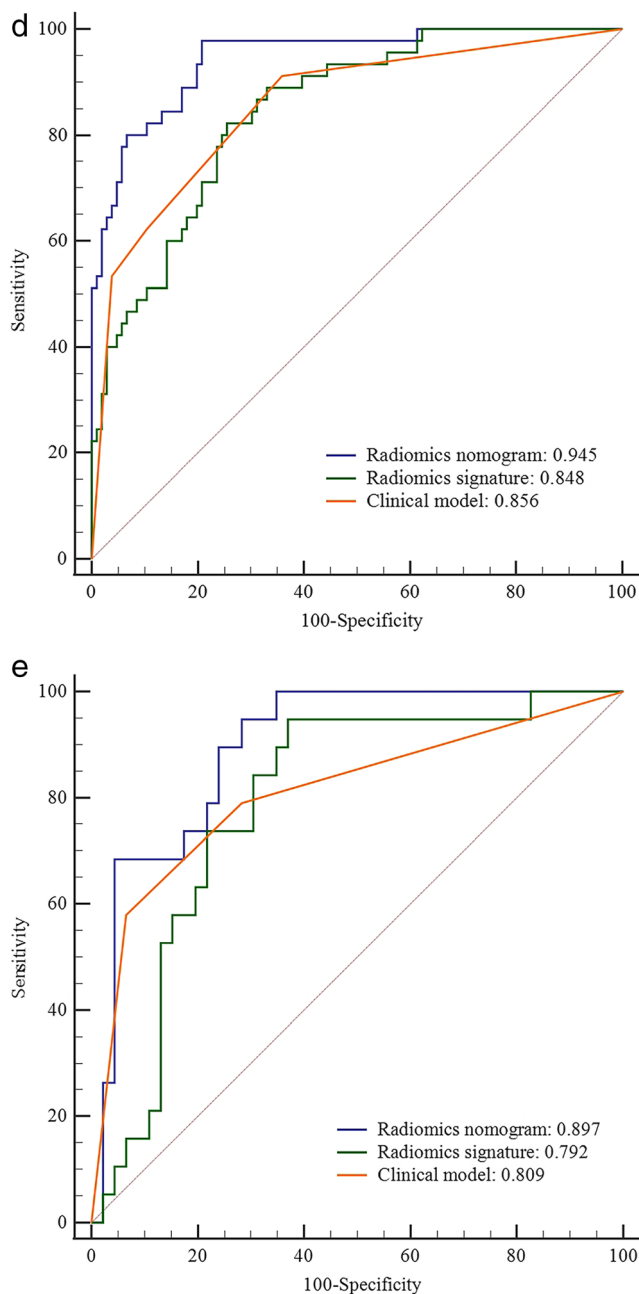 d
100
80
60
40
20
0
Sensitivity
Radiomics nomogram: 0.945
Radiomics signature: 0.848
Clinical model: 0.856
0 20 40 60 80 100
100-Specificity
e
100
80
60
40
20
0
Sensitivity
Radiomics nomogram: 0.897
Radiomics signature: 0.792
Clinical model: 0.809
0 20 40 60 80 100
100-Specificity